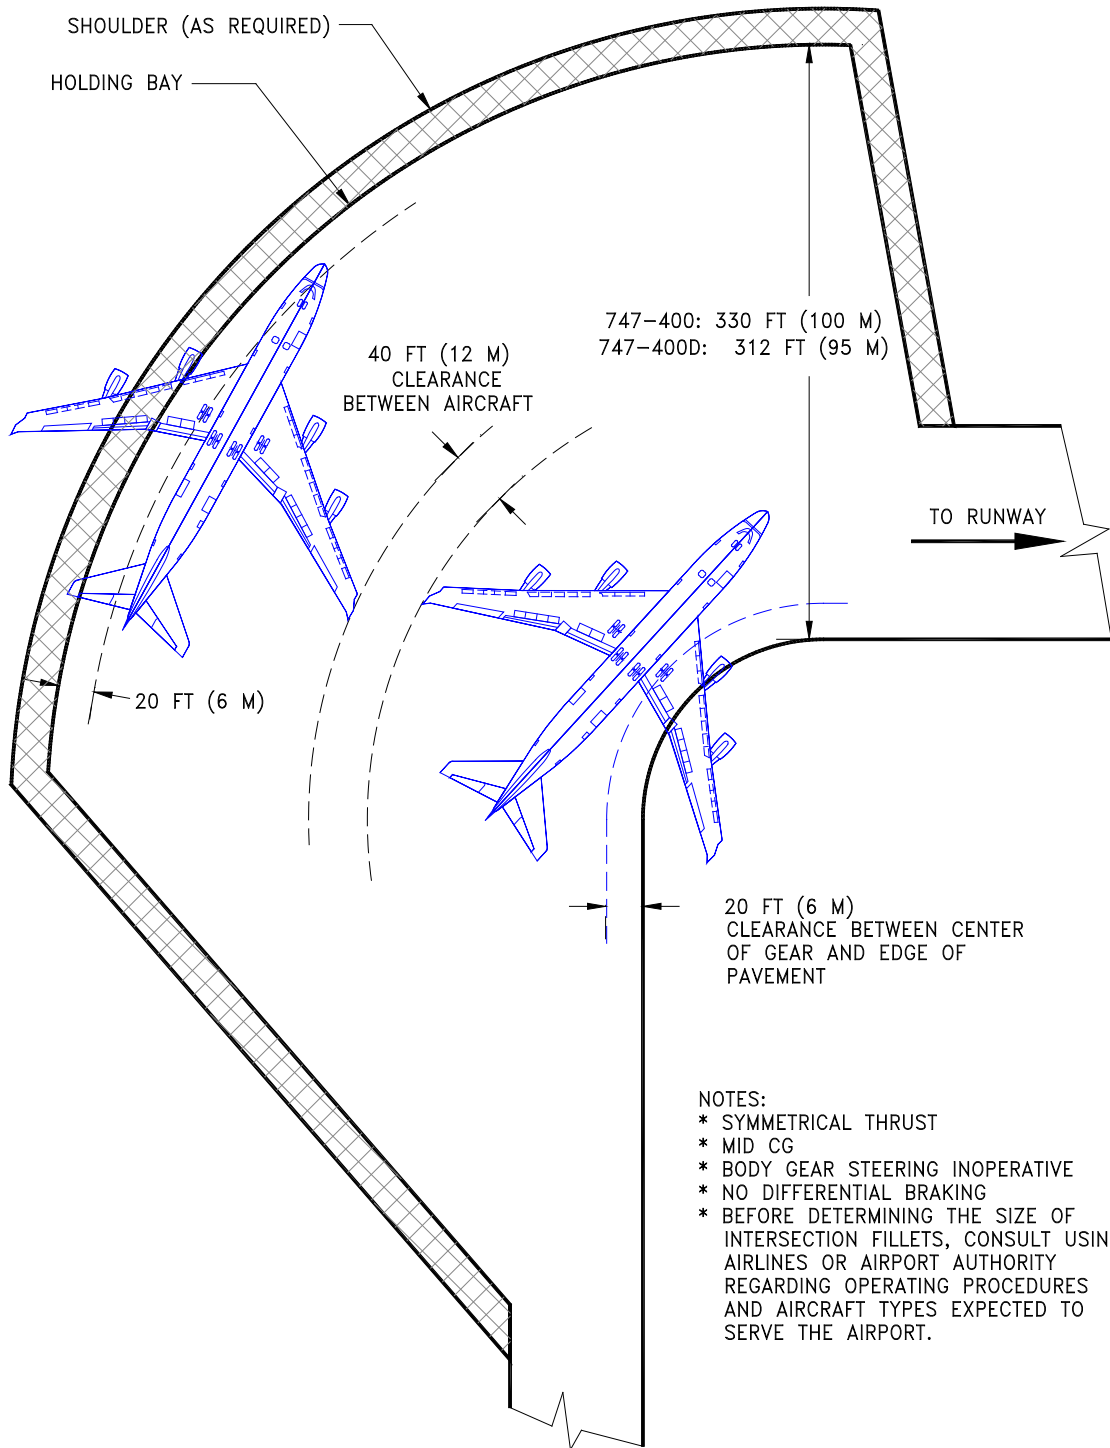 SHOULDER (AS REQUIRED)
HOLDING BAY
747-400: 330 FT (100 M)
747-400D: 312 FT (95 M)
40 FT (12 M)
CLEARANCE
BETWEEN AIRCRAFT
TO RUNWAY
20 FT (6 M)
20 FT (6 M)
CLEARANCE BETWEEN CENTER
OF GEAR AND EDGE OF
PAVEMENT
NOTES:
* SYMMETRICAL THRUST
* MID CG
* BODY GEAR STEERING INOPERATIVE
* NO DIFFERENTIAL BRAKING
* BEFORE DETERMINING THE SIZE OF
INTERSECTION FILLETS, CONSULT USIN
AIRLINES OR AIRPORT AUTHORITY
REGARDING OPERATING PROCEDURES
AND AIRCRAFT TYPES EXPECTED TO
SERVE THE AIRPORT.